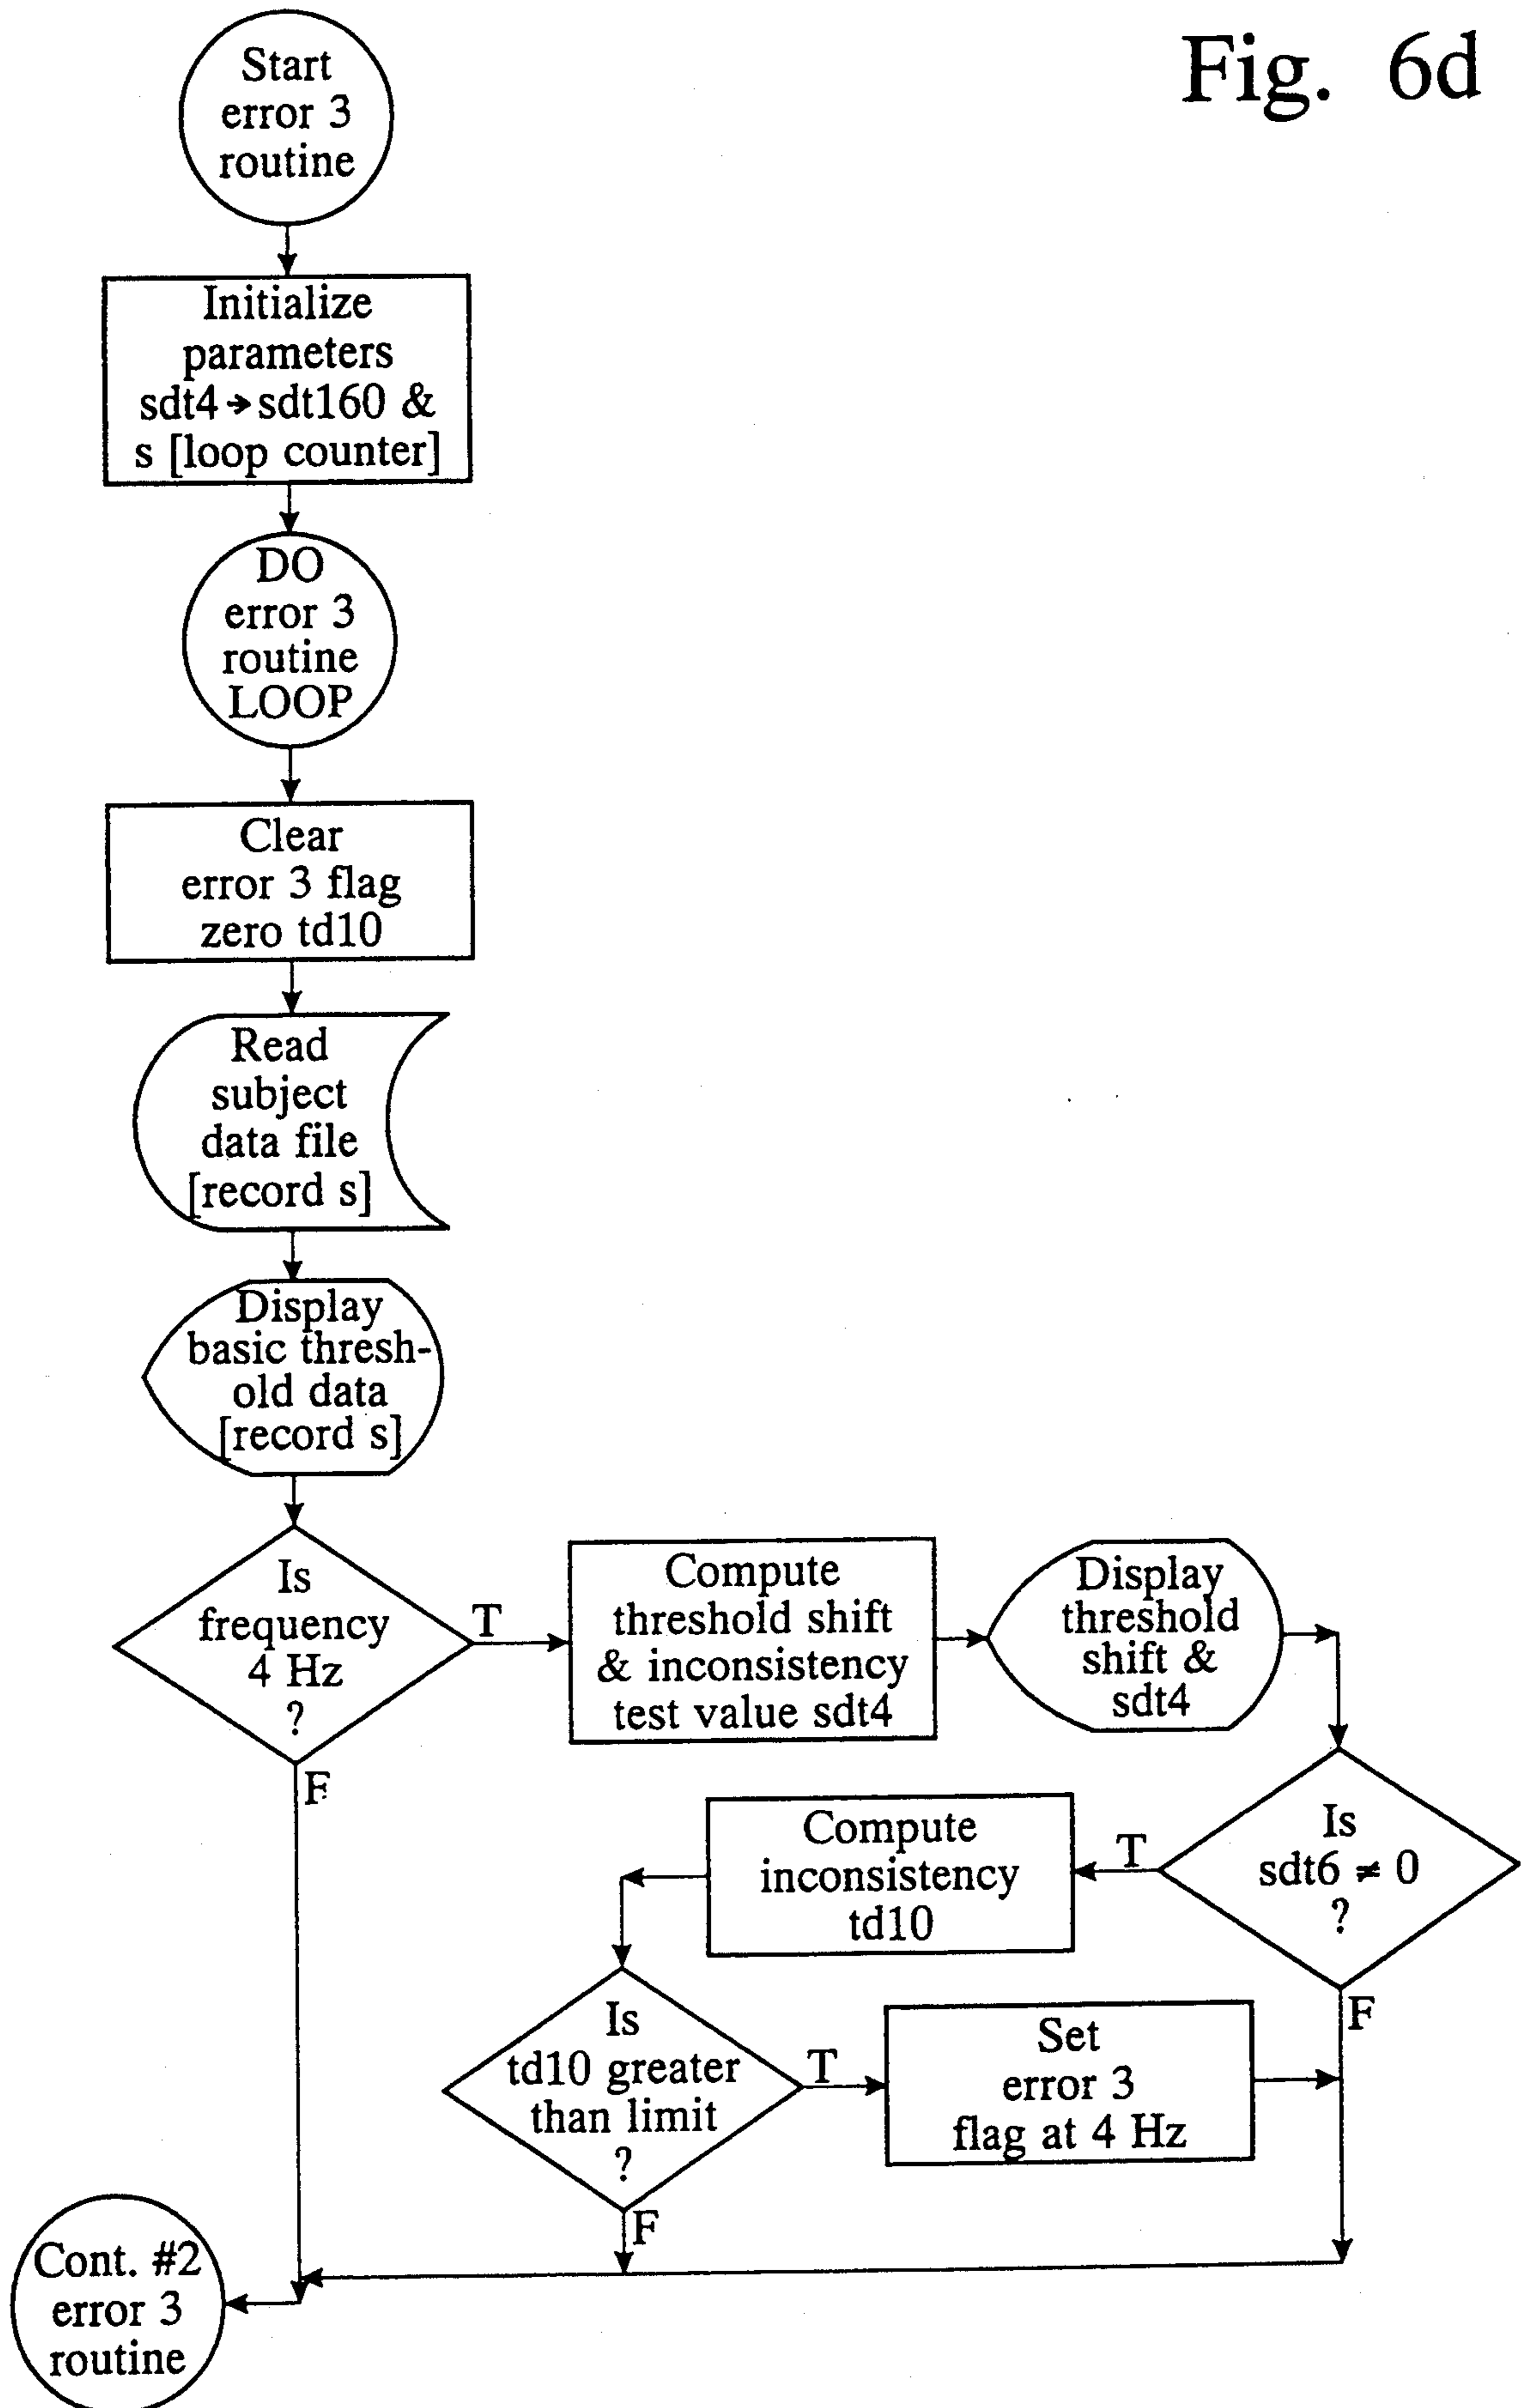 Fig. 6d
Start
error 3
routine
Initialize
parameters
sdt4→sdt160 &
s [loop counter]
DO
error 3
routine
LOOP
Clear
error 3 flag
zero td10
Read
subject
data file
[record s]
Display
basic thresh-
old data
[record s]
Is
frequency
4 Hz
?
T
F
Compute
threshold shift
& inconsistency
test value sdt4
Display
threshold
shift &
sdt4
Is
sdt6 ≠ 0
?
T
F
Compute
inconsistency
td10
Is
td10 greater
than limit
?
T
F
Set
error 3
flag at 4 Hz
Cont. #2
error 3
routine